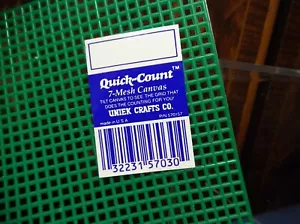 Quick-Count™
7-Mesh Canvas
TILT CANVAS TO SEE THE GRID THAT
DOES THE COUNTING FOR YOU!
UNIEK CRAFTS CO.
made in U.S.A.
32231 57030